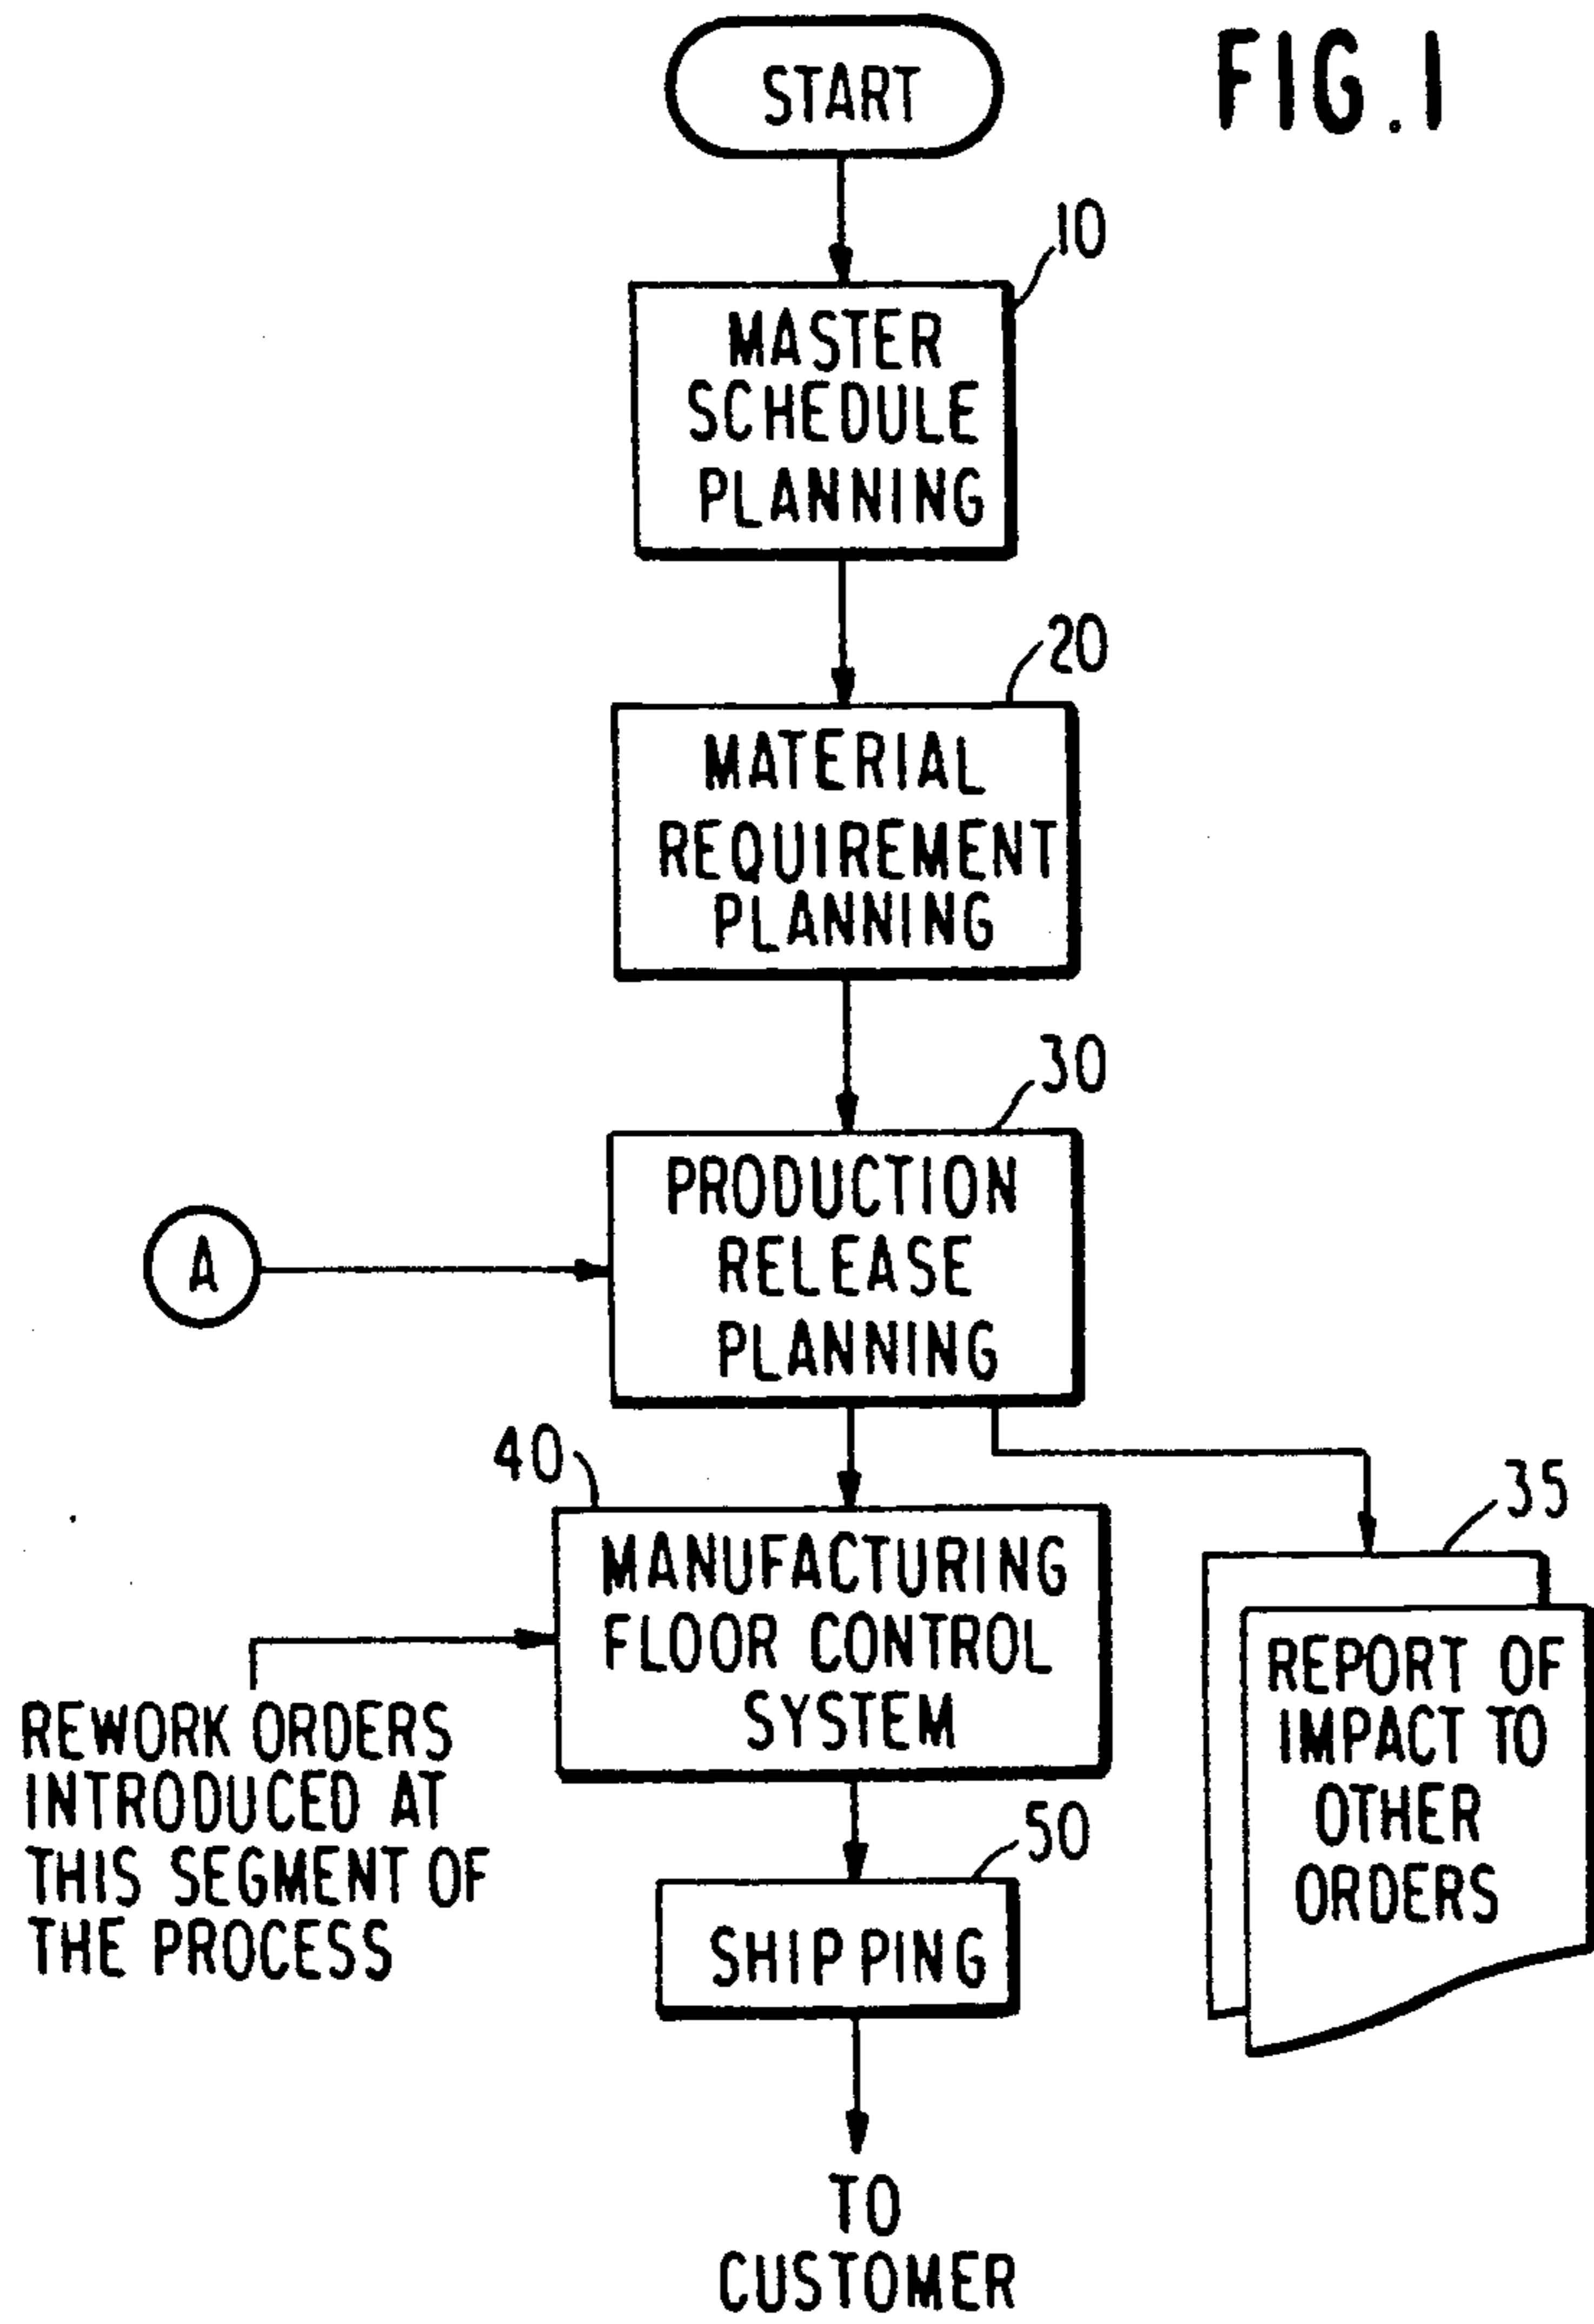 START
FIG.1
10
MASTER
SCHEDULE
PLANNING
20
MATERIAL
REQUIREMENT
PLANNING
30
PRODUCTION
RELEASE
PLANNING
A
40
35
MANUFACTURING
FLOOR CONTROL
SYSTEM
REPORT OF
IMPACT TO
OTHER
ORDERS
REWORK ORDERS
INTRODUCED AT
THIS SEGMENT OF
THE PROCESS
50
SHIPPING
TO
CUSTOMER